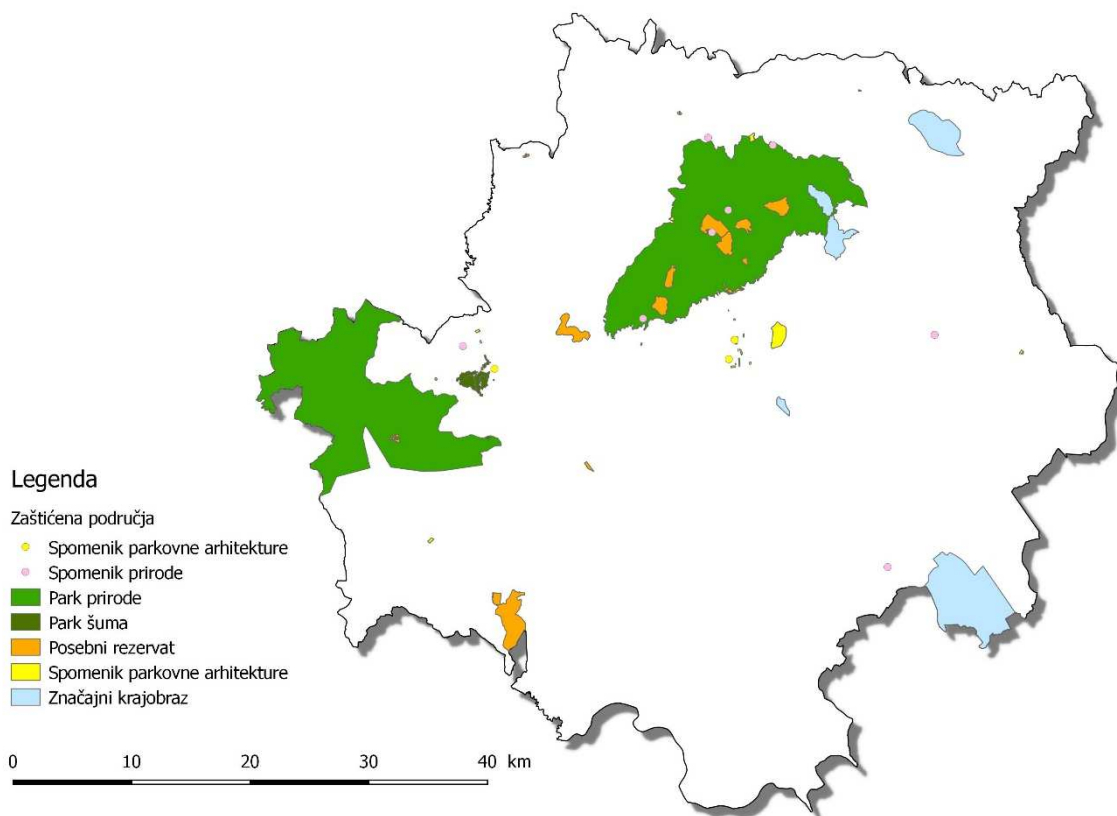 Legenda
Zaštićena područja
Spomenik parkovne arhitekture
Spomenik prirode
Park prirode
Park šuma
Posebni rezervat
Spomenik parkovne arhitekture
Značajni krajobraz
0 10 20 30 40 km